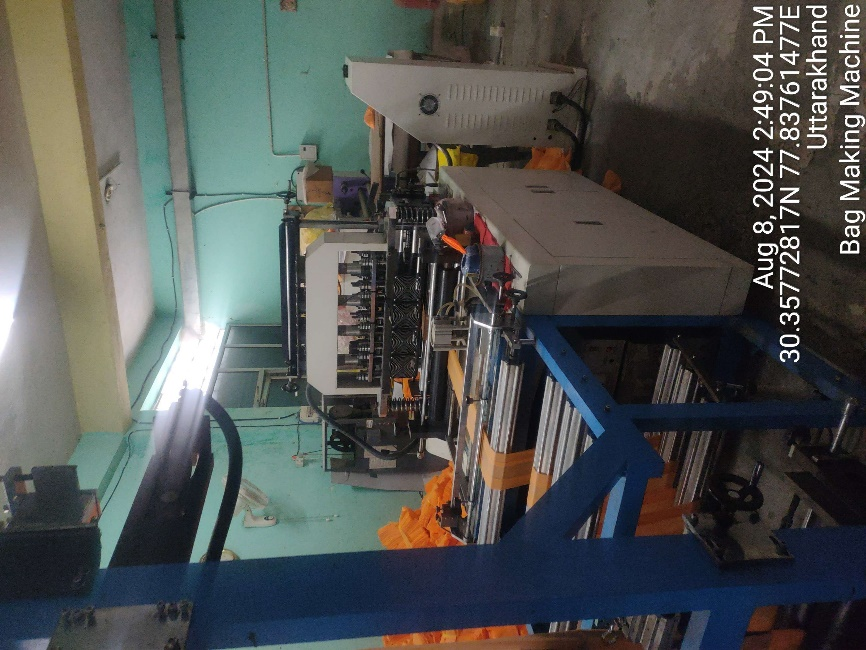 Aug 8, 2024 2:49:04 PM
30.35772817N 77.83761477E
Uttarakhand
Bag Making Machine